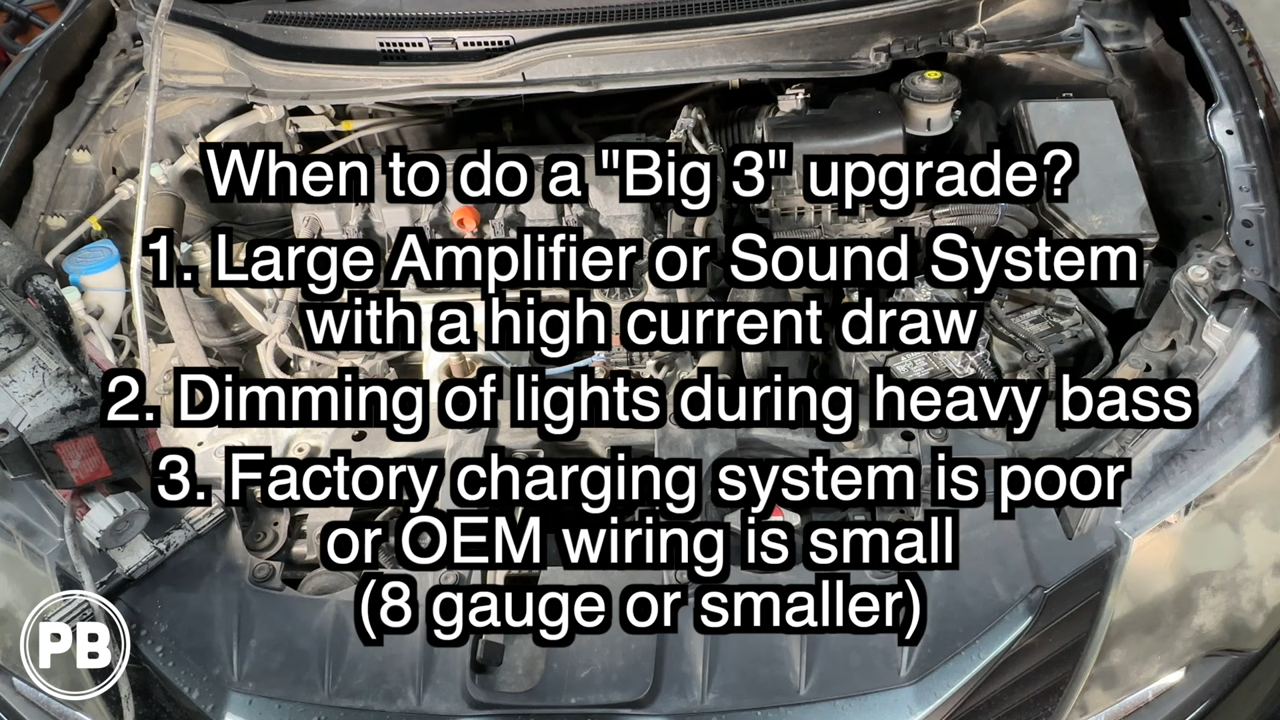 When to do a "Big 3" upgrade?
1. Large Amplifier or Sound System
with a high current draw
2. Dimming of lights during heavy bass
3. Factory charging system is poor
or OEM wiring is small
(8 gauge or smaller)
PB